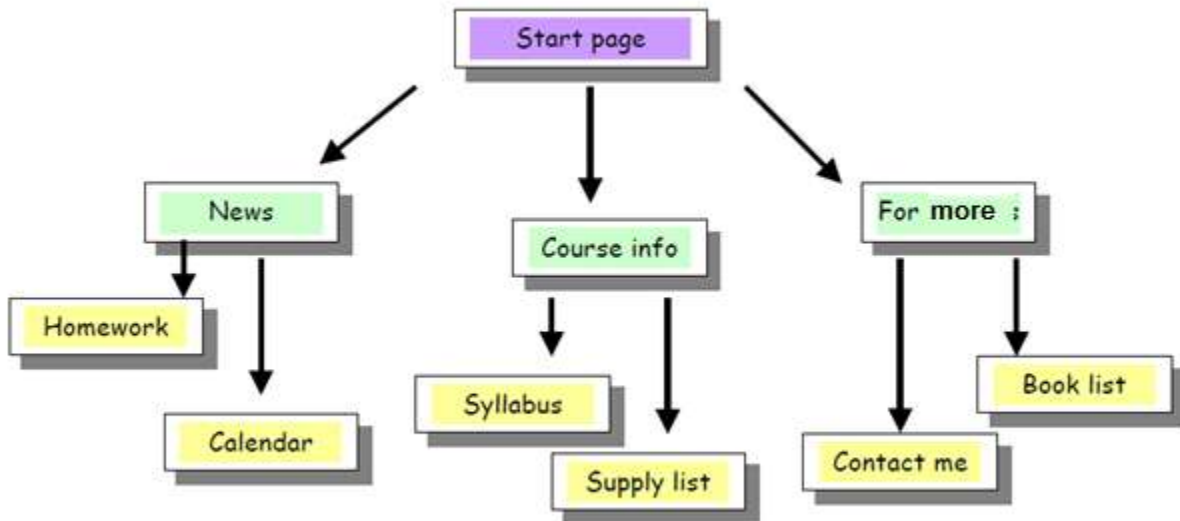 Start page
News
For more :
Course info
Homework
Book list
Syllabus
Calendar
Contact me
Supply list